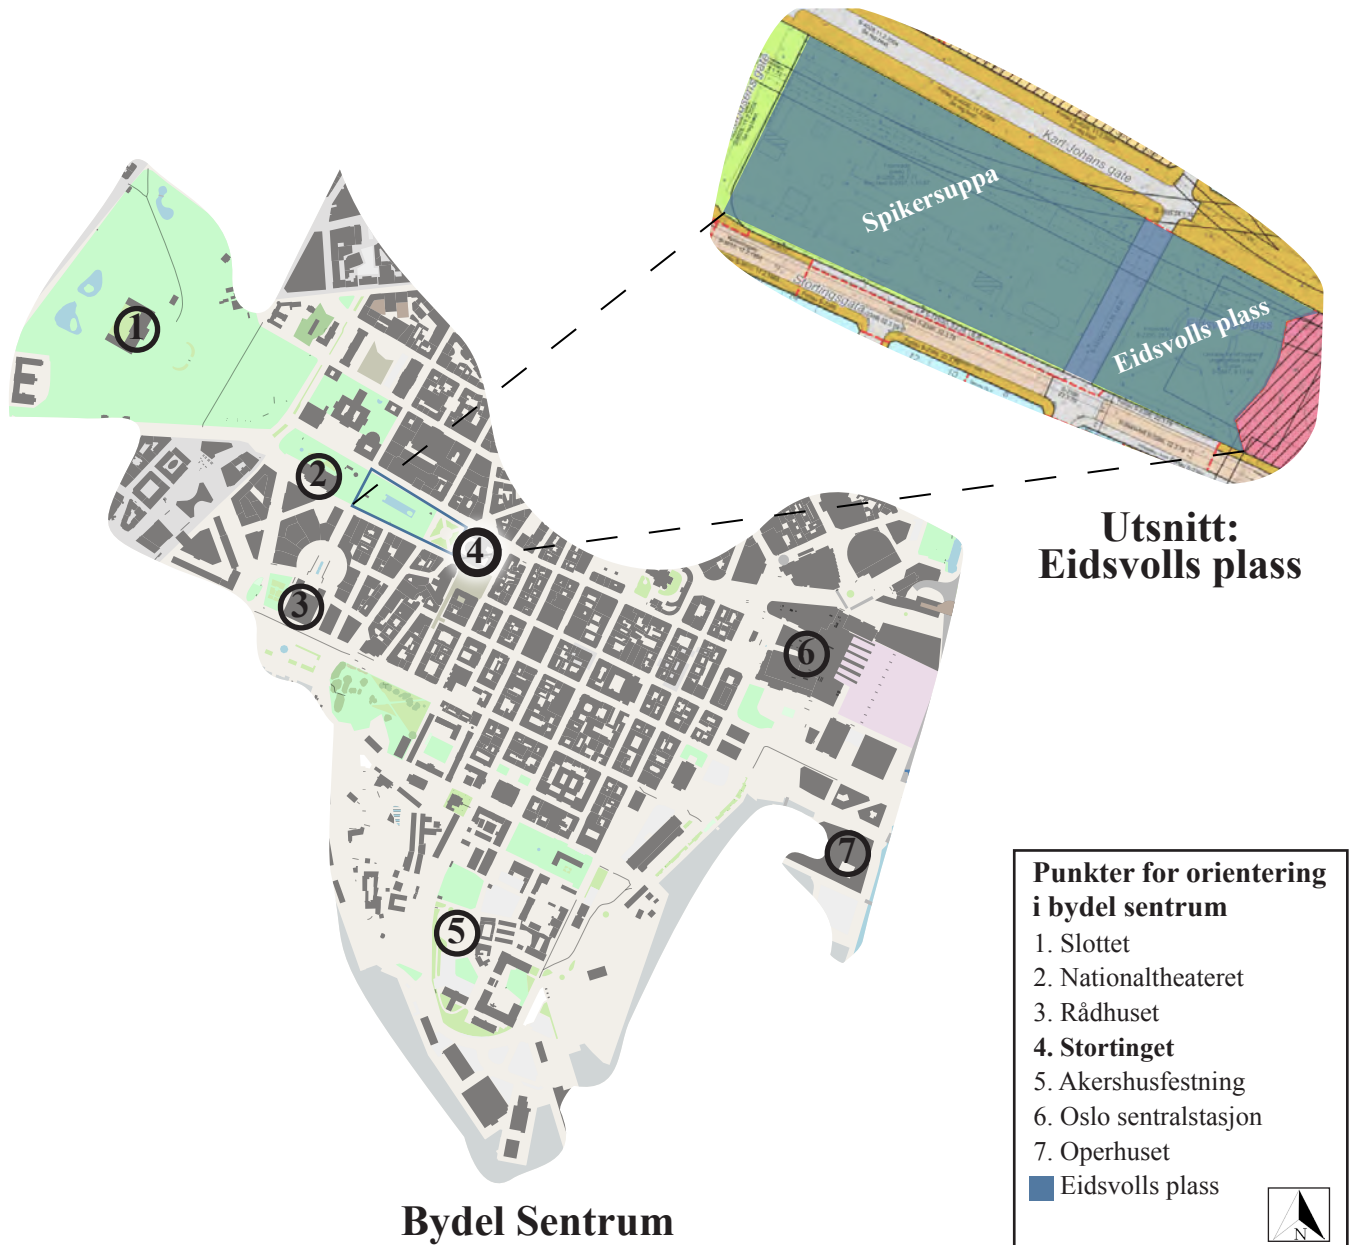 Karl Johans gate
Spikersuppa
Stortingsgata
Eidsvolls plass
Utsnitt:
Eidsvolls plass
1
2
3
4
5
6
7
Punkter for orientering
i bydel sentrum
1. Slottet
2. Nationaltheateret
3. Rådhuset
4. Stortinget
5. Akershusfestning
6. Oslo sentralstasjon
7. Operhuset
Eidsvolls plass
N
Bydel Sentrum